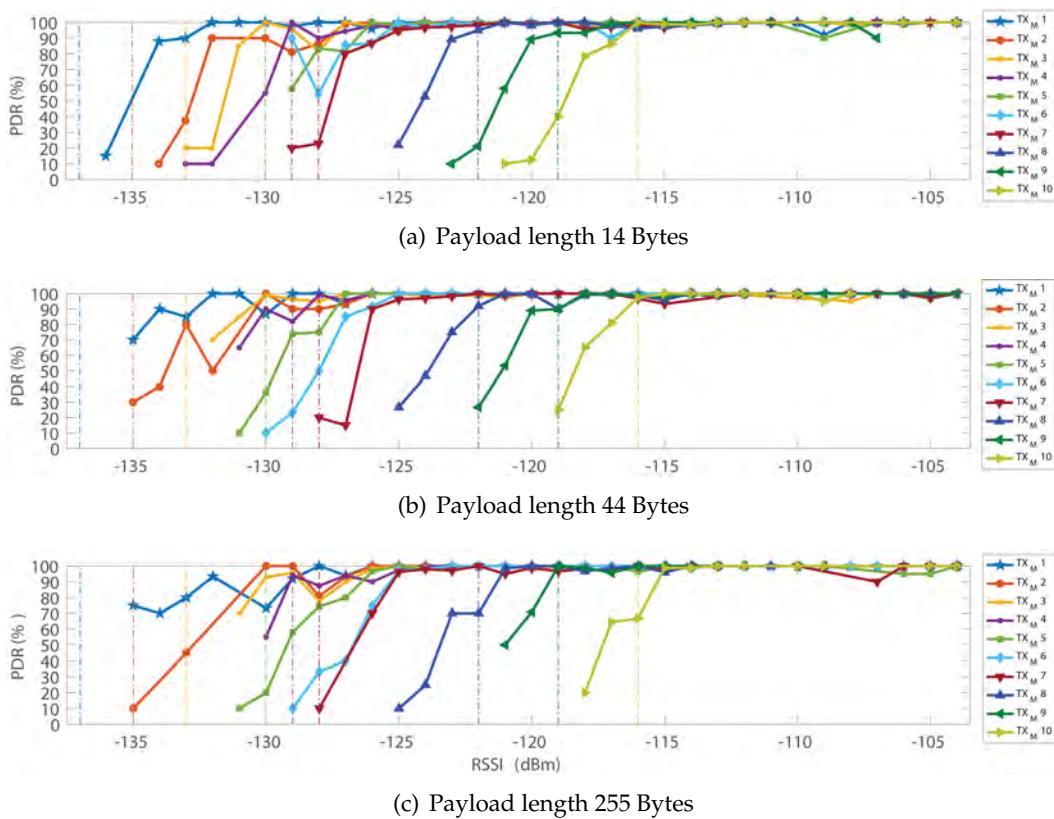 PDR (%)
100
90
80
70
60
50
40
30
20
10
0
-135
-130
-125
-120
-115
-110
-105
TX M 1
TX M 2
TX M 3
TX M 4
TX M 5
TX M 6
TX M 7
TX M 8
TX M 9
TX M 10
(a) Payload length 14 Bytes
PDR (%)
100
90
80
70
60
50
40
30
20
10
0
-135
-130
-125
-120
-115
-110
-105
TX M 1
TX M 2
TX M 3
TX M 4
TX M 5
TX M 6
TX M 7
TX M 8
TX M 9
TX M 10
(b) Payload length 44 Bytes
PDR (% )
100
90
80
70
60
50
40
30
20
10
0
-135
-130
-125
-120
-115
-110
-105
RSSI (dBm)
TX M 1
TX M 2
TX M 3
TX M 4
TX M 5
TX M 6
TX M 7
TX M 8
TX M 9
TX M 10
(c) Payload length 255 Bytes